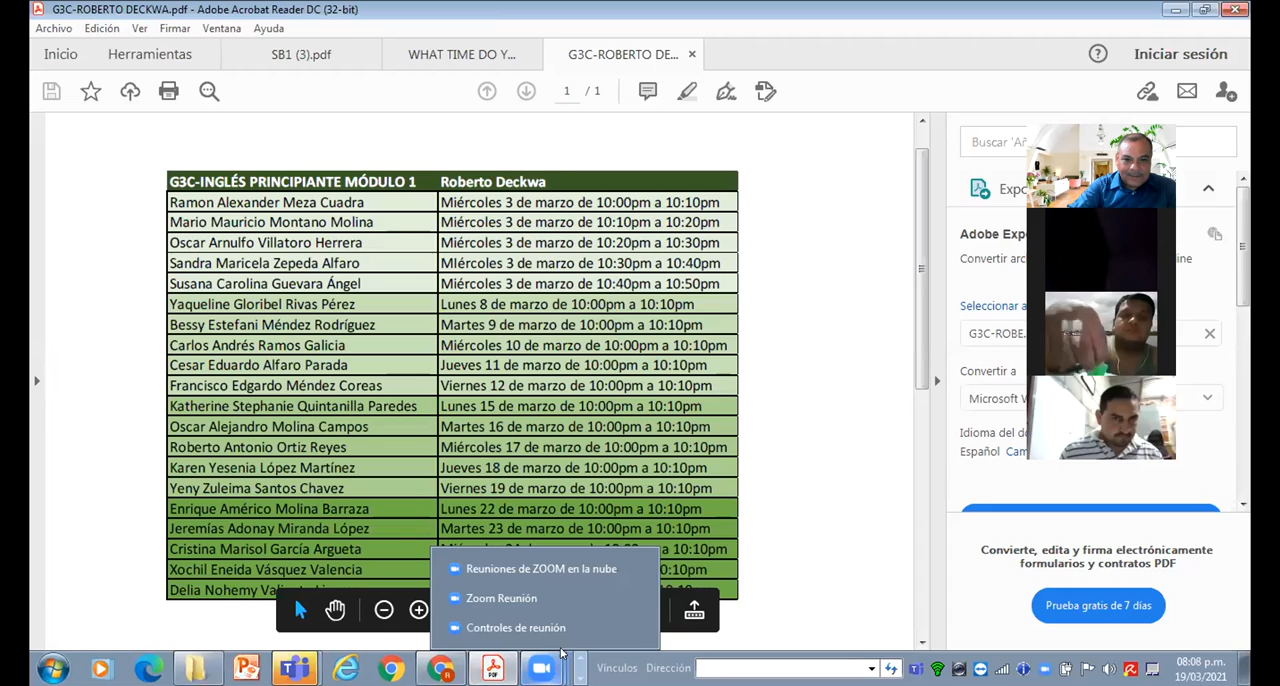 G3C-ROBERTO DECKWA.pdf - Adobe Acrobat Reader DC (32-bit)
Archivo Edición Ver Firmar Ventana Ayuda
Inicio Herramientas SB1 (3).pdf WHAT TIME DO Y... G3C-ROBERTO DE... × Iniciar sesión
1 / 1
Buscar 'Añ
G3C-INGLÉS PRINCIPIANTE MÓDULO 1 Roberto Deckwa
Ramon Alexander Meza Cuadra Miércoles 3 de marzo de 10:00pm a 10:10pm
Mario Mauricio Montano Molina Miércoles 3 de marzo de 10:10pm a 10:20pm
Oscar Arnulfo Villatoro Herrera Miércoles 3 de marzo de 10:20pm a 10:30pm
Sandra Maricela Zepeda Alfaro MIércoles 3 de marzo de 10:30pm a 10:40pm
Susana Carolina Guevara Ángel Miércoles 3 de marzo de 10:40pm a 10:50pm
Yaqueline Gloribel Rivas Pérez Lunes 8 de marzo de 10:00pm a 10:10pm
Bessy Estefani Méndez Rodríguez Martes 9 de marzo de 10:00pm a 10:10pm
Carlos Andrés Ramos Galicia Miércoles 10 de marzo de 10:00pm a 10:10pm
Cesar Eduardo Alfaro Parada Jueves 11 de marzo de 10:00pm a 10:10pm
Francisco Edgardo Méndez Coreas Viernes 12 de marzo de 10:00pm a 10:10pm
Katherine Stephanie Quintanilla Paredes Lunes 15 de marzo de 10:00pm a 10:10pm
Oscar Alejandro Molina Campos Martes 16 de marzo de 10:00pm a 10:10pm
Roberto Antonio Ortiz Reyes Miércoles 17 de marzo de 10:00pm a 10:10pm
Karen Yesenia López Martínez Jueves 18 de marzo de 10:00pm a 10:10pm
Yeny Zuleima Santos Chavez Viernes 19 de marzo de 10:00pm a 10:10pm
Enrique Américo Molina Barraza Lunes 22 de marzo de 10:00pm a 10:10pm
Jeremías Adonay Miranda López Martes 23 de marzo de 10:00pm a 10:10pm
Cristina Marisol García Argueta a 10:10pm
Xochil Eneida Vásquez Valencia 0:10pm
Delia Nohemy
Expo
Adobe Exp
Convertir arc ine
Seleccionar a
G3C-ROBE. ×
Convertir a
Microsoft W
Idioma del do
Español Cam
Convierte, edita y firma electrónicamente
formularios y contratos PDF
Prueba gratis de 7 días
Reuniones de ZOOM en la nube
Zoom Reunión
Controles de reunión
Vínculos Dirección
08:08 p.m.
19/03/2021